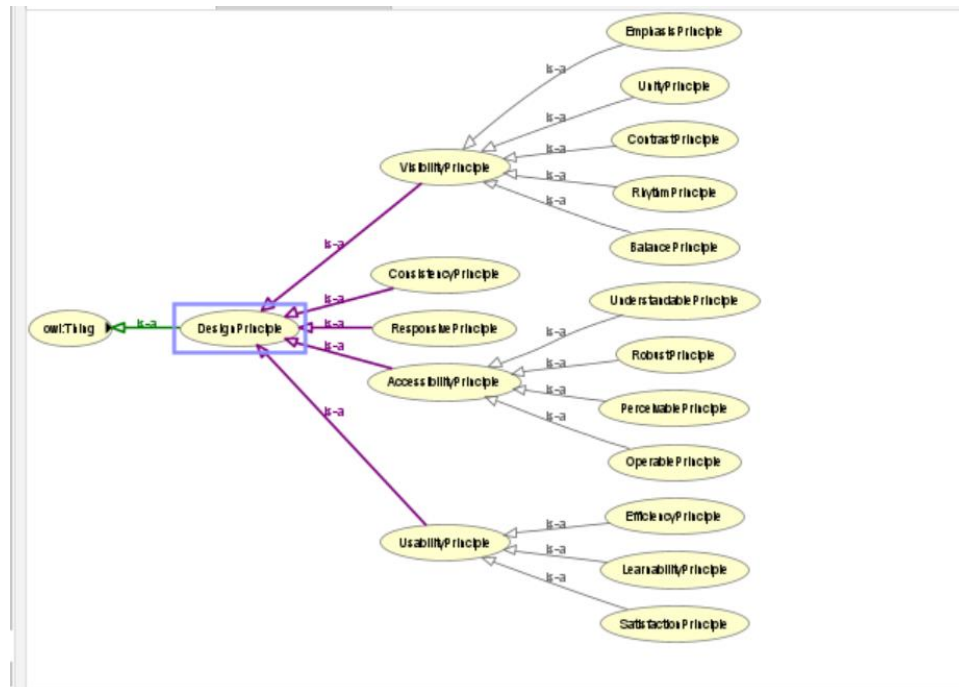 EmphasisPrinciple
is-a
UnityPrinciple
is-a
ContrastPrinciple
is-a
VisibilityPrinciple
is-a
RhythmPrinciple
is-a
BalancePrinciple
is-a
ConsistencyPrinciple
is-a
UnderstandablePrinciple
owl:Thing
is-a
DesignPrinciple
is-a
ResponsivePrinciple
is-a
is-a
RobustPrinciple
is-a
AccessibilityPrinciple
is-a
PerceivablePrinciple
is-a
is-a
OperablePrinciple
EfficiencyPrinciple
is-a
UsabilityPrinciple
is-a
LearnabilityPrinciple
is-a
SatisfactionPrinciple